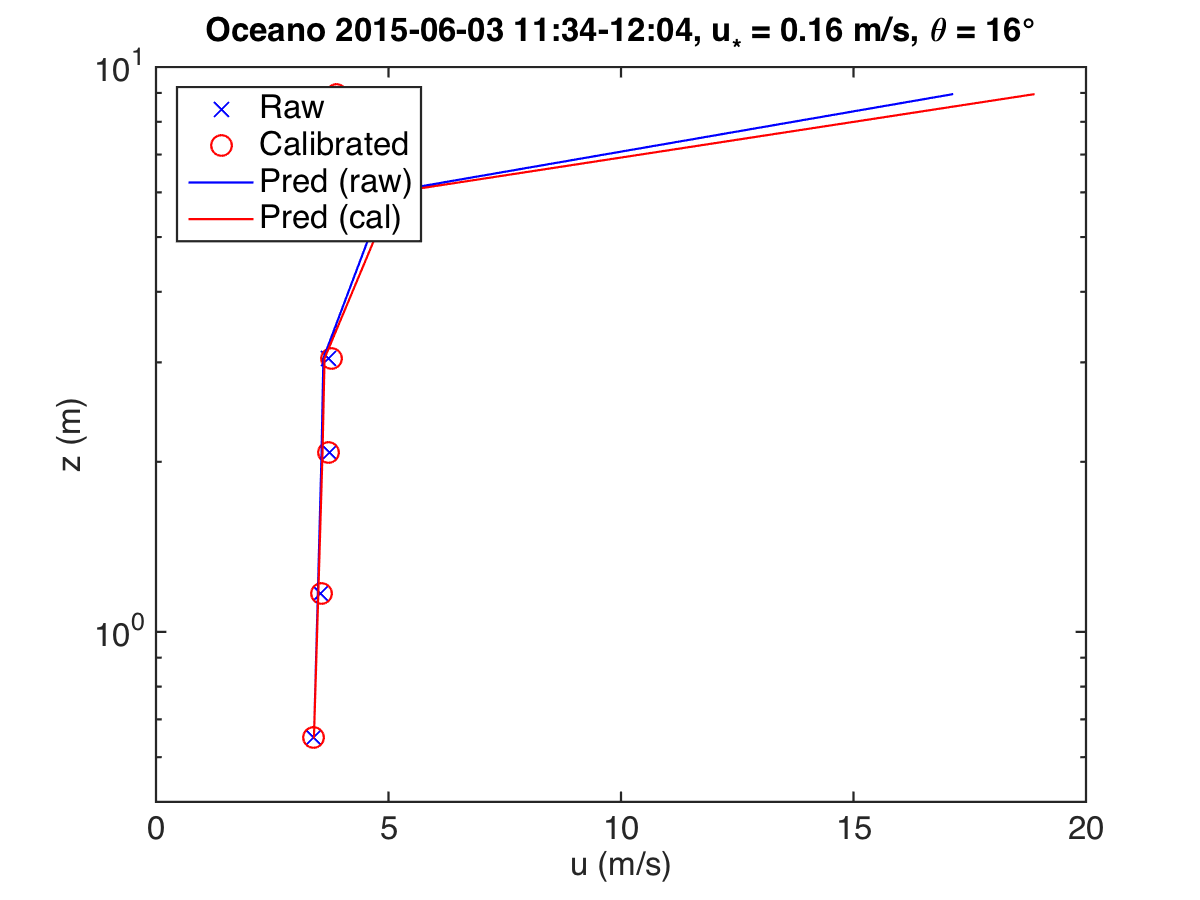 Oceano 2015-06-03 11:34-12:04, u* = 0.16 m/s, θ = 16°
10¹
Raw
Calibrated
Pred (raw)
Pred (cal)
z (m)
10⁰
0 5 10 15 20
u (m/s)